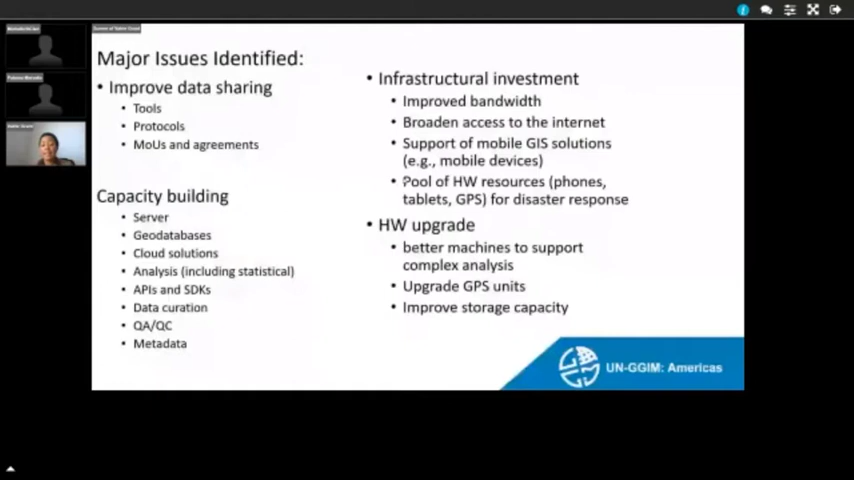 Major Issues Identified:
• Improve data sharing
• Tools
• Protocols
• MoUs and agreements
Capacity building
• Server
• Geodatabases
• Cloud solutions
• Analysis (including statistical)
• APIs and SDKs
• Data curation
• QA/QC
• Metadata
• Infrastructural investment
• Improved bandwidth
• Broaden access to the internet
• Support of mobile GIS solutions
(e.g., mobile devices)
• Pool of HW resources (phones,
tablets, GPS) for disaster response
• HW upgrade
• better machines to support
complex analysis
• Upgrade GPS units
• Improve storage capacity
UN-GGIM: Americas